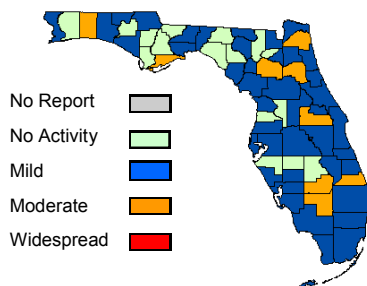 No Report
No Activity
Mild
Moderate
Widespread